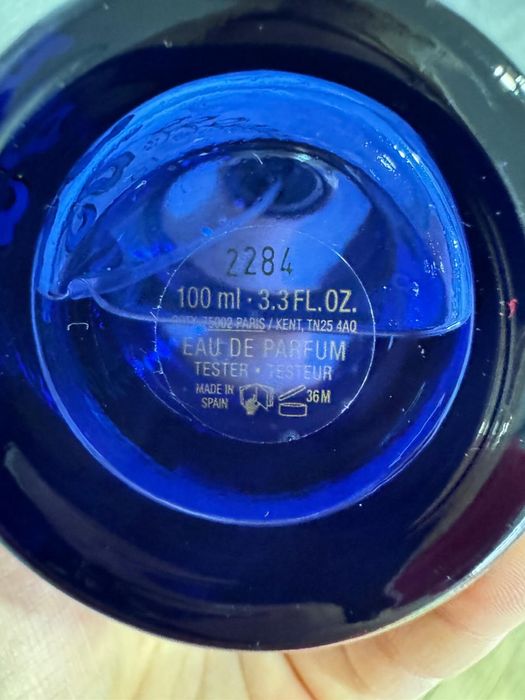 2284
100 ml · 3.3 FL. OZ.
COTY, 75002 PARIS / KENT, TN25 4AQ
EAU DE PARFUM
TESTER • TESTEUR
MADE IN
SPAIN
36M